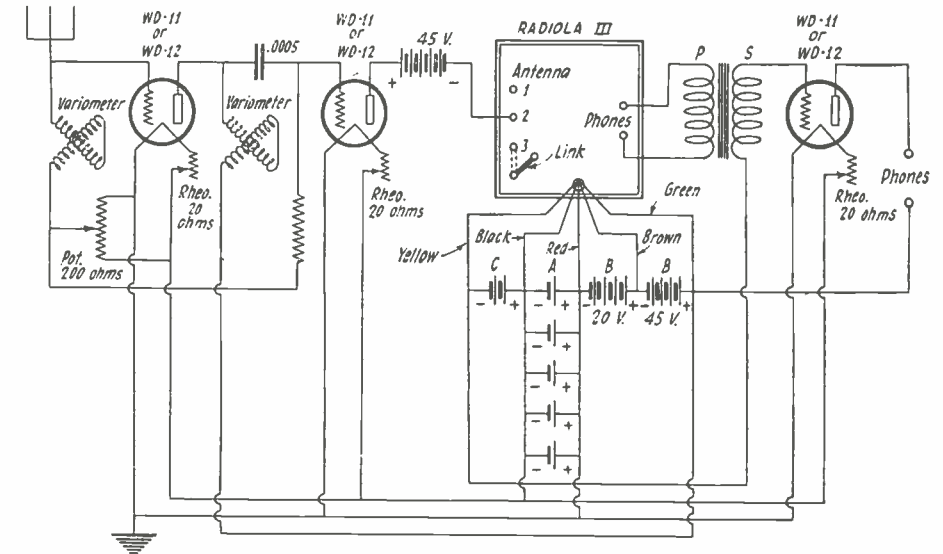 WD-11
or
WD-12
.0005
WD-11
or
WD-12
45 V.
+ -
RADIOLA III
Antenna
1
2
3
Link
Phones
P S
WD-11
or
WD-12
Variometer
Variometer
Rheo.
20
ohms
Rheo.
20 ohms
Rheo.
20 ohms
Phones
Pot.
200 ohms
Yellow
Black
Red
Brown
Green
C A B B
- + - + - + - +
20 V. 45 V.
- +
- +
- +
- +